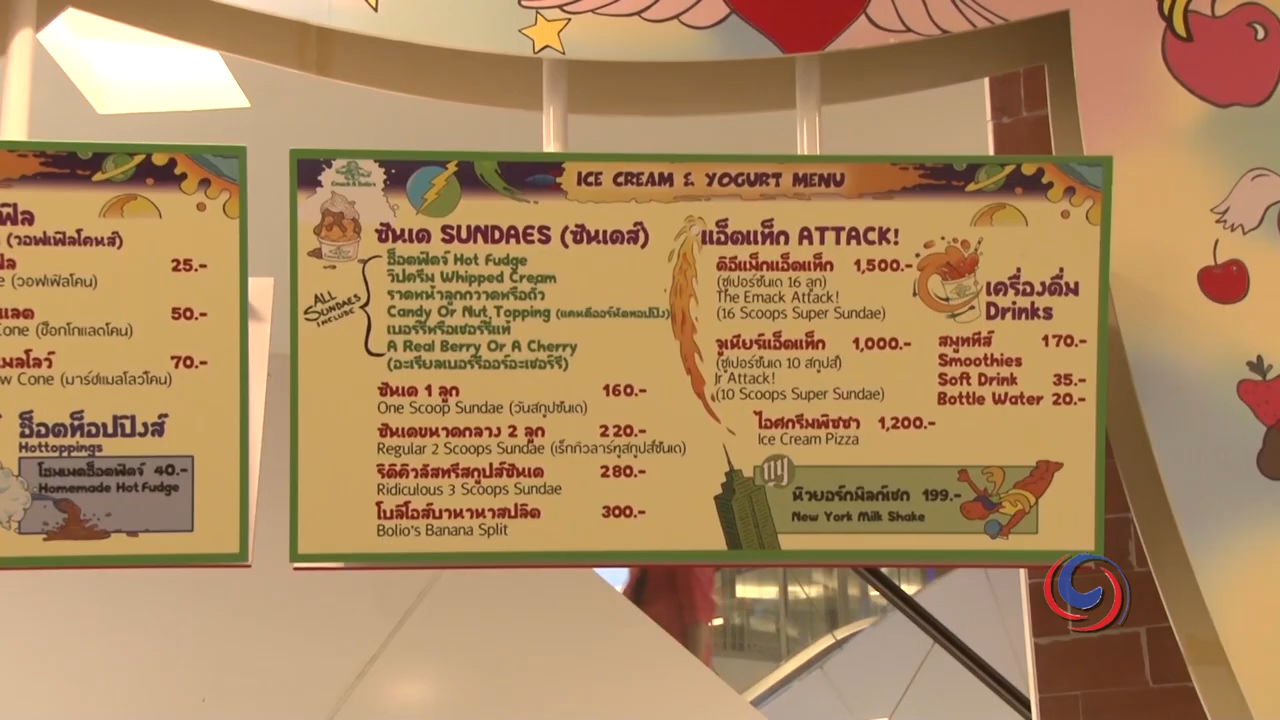 ฟิล
(วอฟเฟิลโคนส์)
ฟิล 25.-
(วอฟเฟิลโคน)
แลต 50.-
Cone (ช็อกโกแลตโคน)
เมลโลว์ 70.-
w Cone (มาร์ชแมลโลว์โคน)
ฮ็อตท็อปปิงส์
Hottoppings
โฮมเมดฮ็อตฟัดจ์ 40.-
Homemade Hot Fudge
Emack & Bolio's
ICE CREAM & YOGURT MENU
ซันเด SUNDAES (ซันเดส์)
ALL SUNDAES INCLUDE
ฮ็อตฟัดจ์ Hot Fudge
วิปครีม Whipped Cream
ราดหน้าลูกกวาดหรือถั่ว
Candy Or Nut Topping (แคนดีออร์นัตทอปปิง)
เบอร์รีหรือเชอร์รีแท้
A Real Berry Or A Cherry
(อะเรียลเบอร์รีออร์อะเชอร์รี)
ซันเด 1 ลูก 160.-
One Scoop Sundae (วันสกูปซันเด)
ซันเดขนาดกลาง 2 ลูก 220.-
Regular 2 Scoops Sundae (เร็กกิวลาร์ทูสกูปส์ซันเด)
ริดิคิวลัสทรีสกูปส์ซันเด 280.-
Ridiculous 3 Scoops Sundae
โบลิโอส์บานานาสปลิต 300.-
Bolio's Banana Split
แอ็ตแท็ก ATTACK!
ดิอีแม็กแอ็ตแท็ก 1,500.-
(ซูเปอร์ซันเด 16 ลูก)
The Emack Attack!
(16 Scoops Super Sundae)
จูเนียร์แอ็ตแท็ก 1,000.-
(ซูเปอร์ซันเด 10 สกูปส์)
Jr Attack!
(10 Scoops Super Sundae)
ไอศกรีมพิซซา 1,200.-
Ice Cream Pizza
เครื่องดื่ม
Drinks
สมูทที้ส์ 170.-
Smoothies
Soft Drink 35.-
Bottle Water 20.-
ny
นิวยอร์กมิลก์เชก 199.-
New York Milk Shake